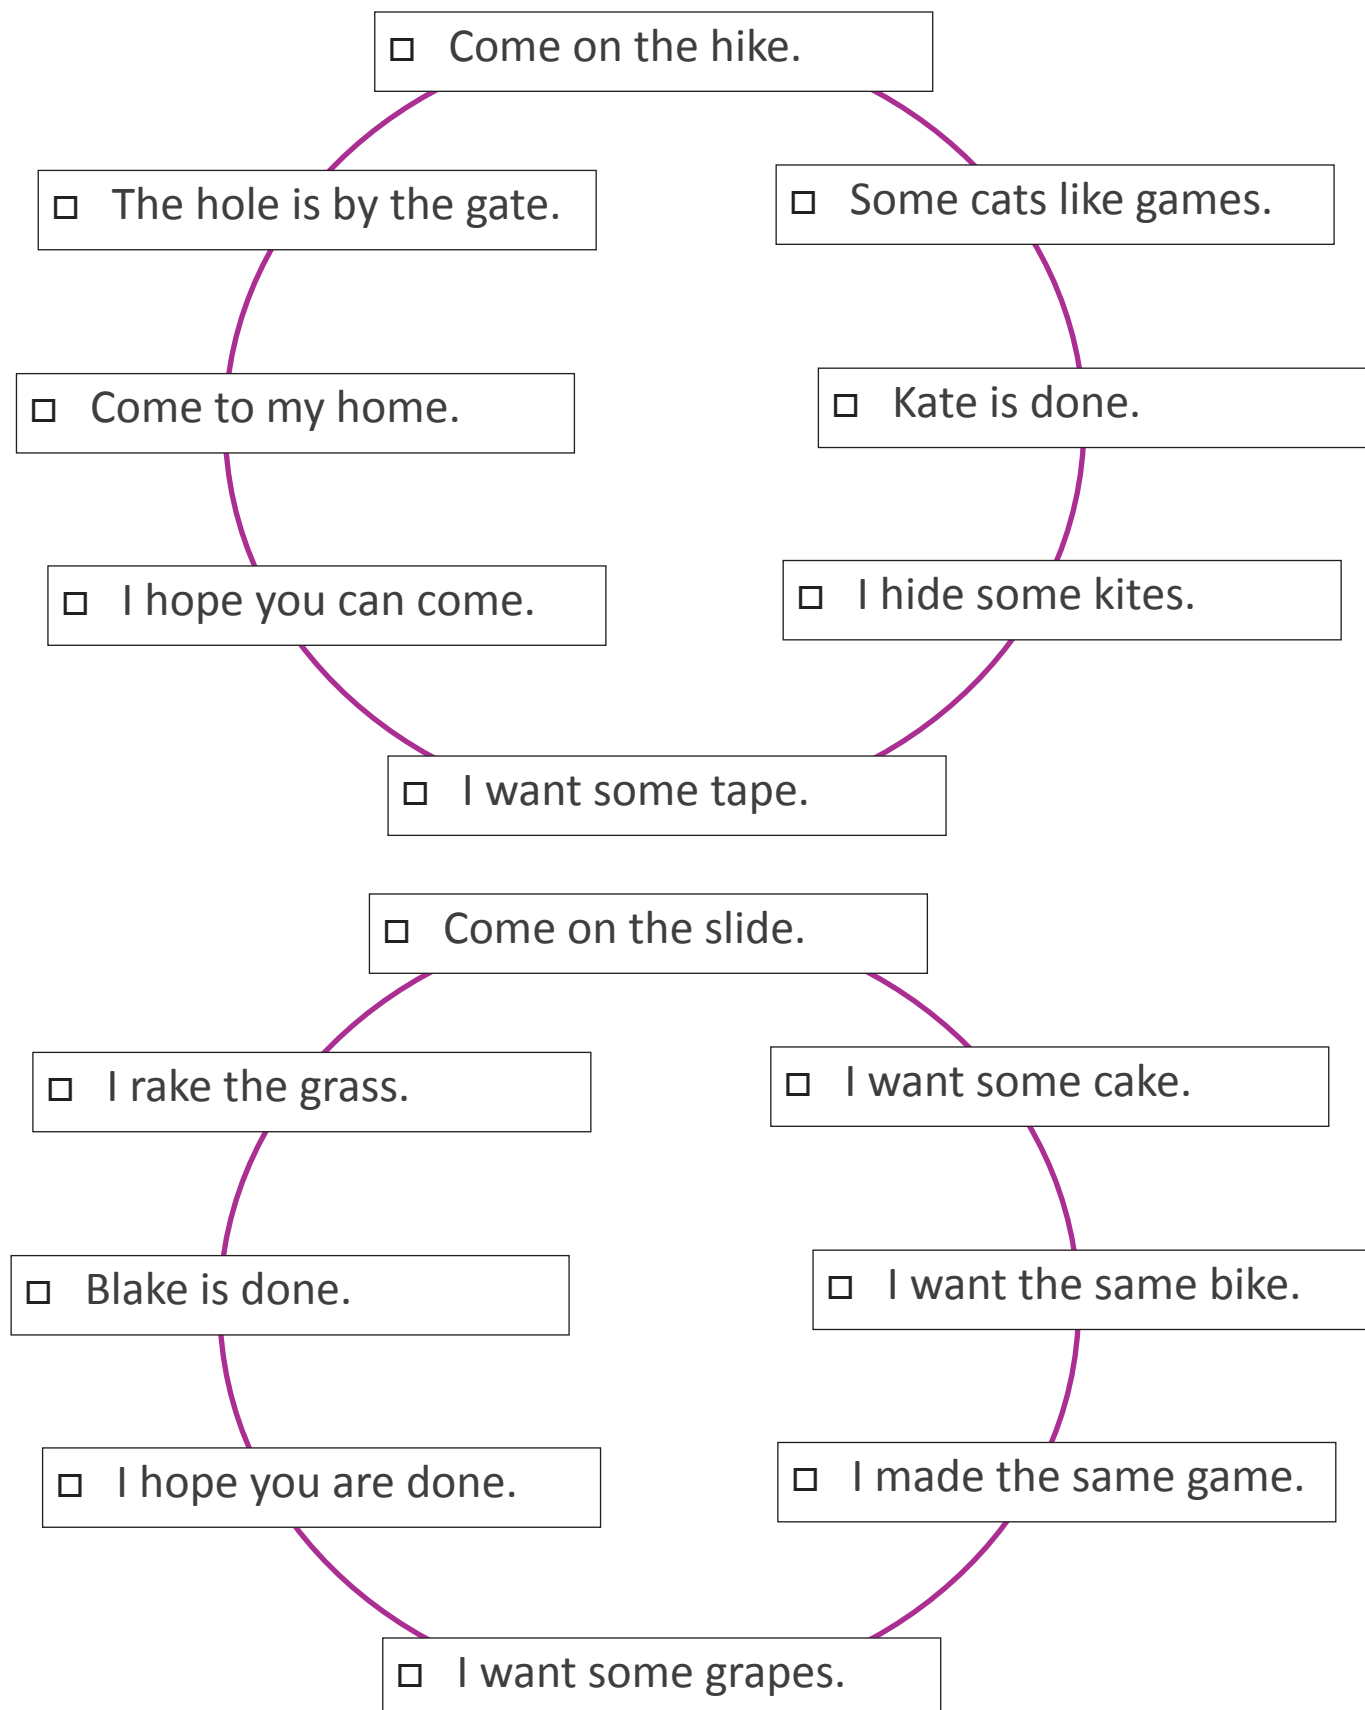 Come on the hike.
The hole is by the gate.
Some cats like games.
Come to my home.
Kate is done.
I hope you can come.
I hide some kites.
I want some tape.
Come on the slide.
I rake the grass.
I want some cake.
Blake is done.
I want the same bike.
I hope you are done.
I made the same game.
I want some grapes.